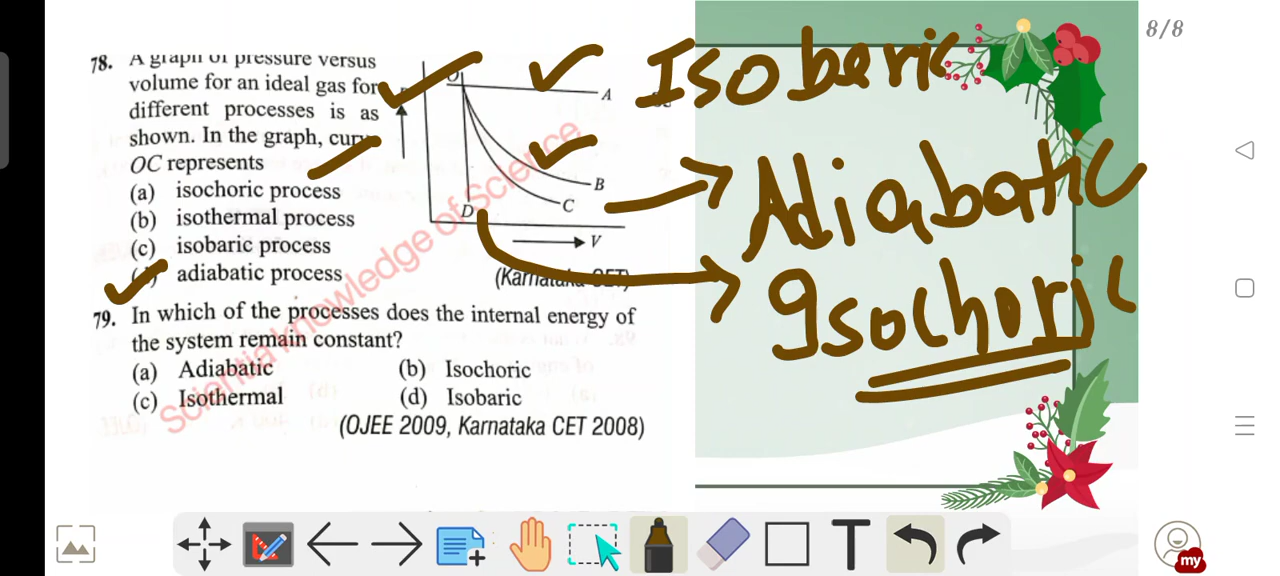 8/8
78. A graph of pressure versus
volume for an ideal gas for
different processes is as
shown. In the graph, curve
OC represents
(a) isochoric process
(b) isothermal process
(c) isobaric process
(d) adiabatic process
(Karnataka CET)
O
A
B
C
D
V
79. In which of the processes does the internal energy of
the system remain constant?
(a) Adiabatic (b) Isochoric
(c) Isothermal (d) Isobaric
(OJEE 2009, Karnataka CET 2008)
Scientia Knowledge of Science
Isobaric
Adiabatic
Isochoric
T
my